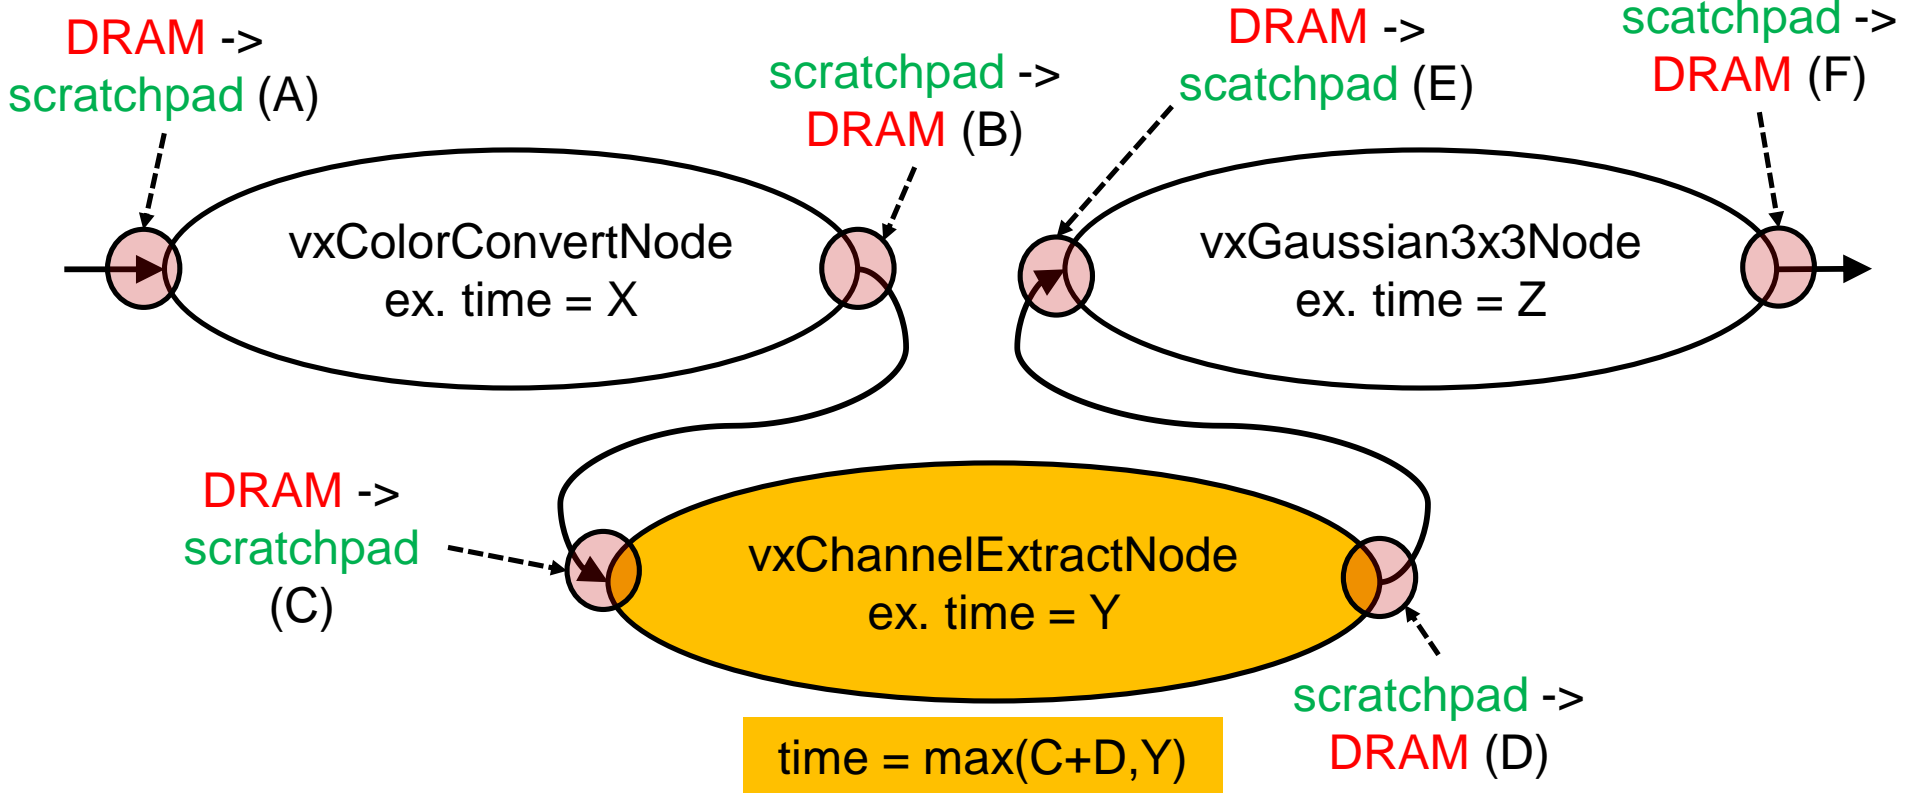 DRAM ->
scratchpad (A)
scratchpad ->
DRAM (B)
DRAM ->
scatchpad (E)
scatchpad ->
DRAM (F)
vxColorConvertNode
ex. time = X
vxGaussian3x3Node
ex. time = Z
DRAM ->
scratchpad
(C)
vxChannelExtractNode
ex. time = Y
scratchpad ->
DRAM (D)
time = max(C+D,Y)